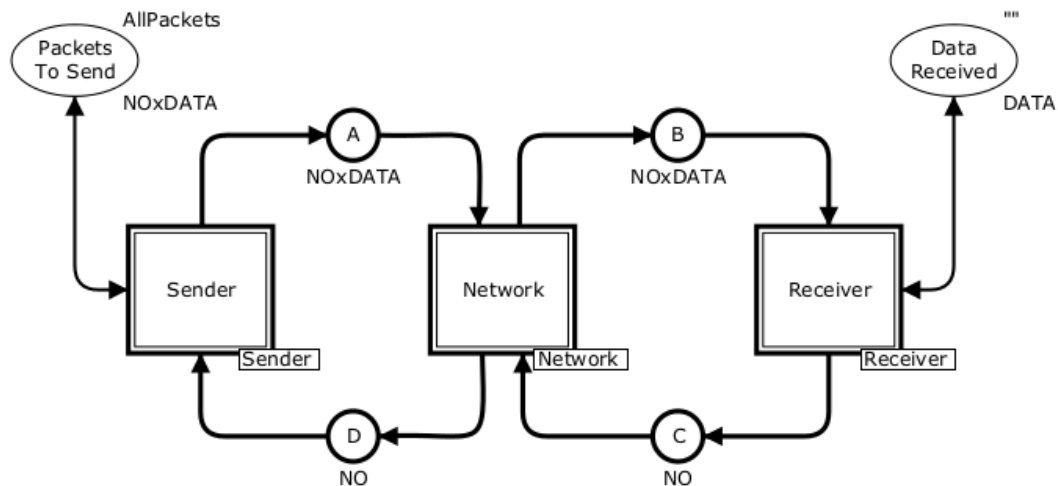 AllPackets
Packets
To Send
NOxDATA
""
Data
Received
DATA
A
NOxDATA
B
NOxDATA
Sender
Sender
Network
Network
Receiver
Receiver
D
NO
C
NO